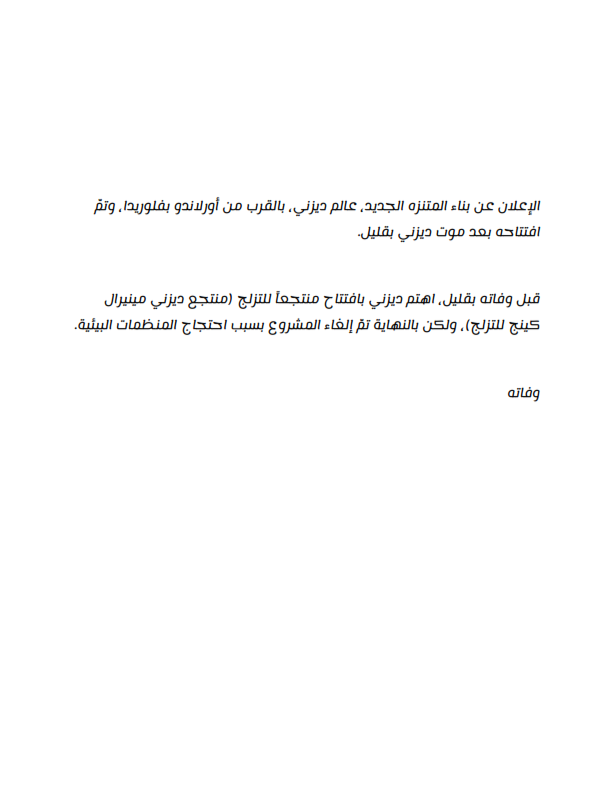 الإعلان عن بناء المتنزه الجديد، عالم ديزني، بالقرب من أورلاندو بفلوريدا، وتمّ
افتتاحه بعد موت ديزني بقليل.
قبل وفاته بقليل، اهتم ديزني بافتتاح منتجعاً للتزلج (منتجع ديزني مينيرال
كينج للتزلج)، ولكن بالنهاية تمّ إلغاء المشروع بسبب احتجاج المنظمات البيئية.
وفاته